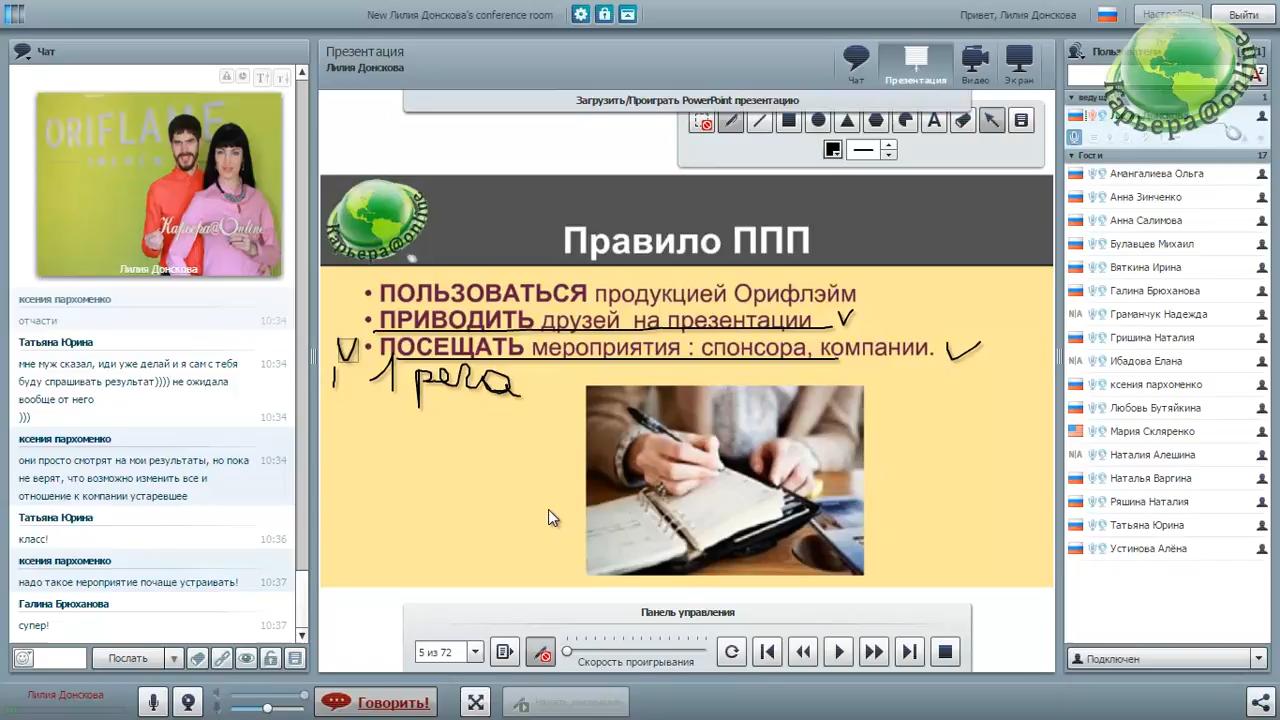 New Лилия Донскова's conference room
Привет, Лилия Донскова
Настройки
Выйти
Чат
ORIFLAME
Карьера@Online
Лилия Донскова
ксения пархоменко
отчасти 10:34
Татьяна Юрина
мне муж сказал, иди уже делай и я сам с тебя
буду спрашивать результат)))) не ожидала
вообще от него
))) 10:34
ксения пархоменко
они просто смотрят на мои результаты, но пока 10:34
не верят, что возможно изменить все и
отношение к компании устаревшее
Татьяна Юрина
класс! 10:36
ксения пархоменко
надо такое мероприятие почаще устраивать! 10:37
Галина Брюханова
супер! 10:37
Послать
Презентация
Лилия Донскова
Чат
Презентация
Видео
Экран
Загрузить/Проиграть PowerPoint презентацию
Карьера@online
Правило ППП
• ПОЛЬЗОВАТЬСЯ продукцией Орифлэйм
• ПРИВОДИТЬ друзей на презентации
• ПОСЕЩАТЬ мероприятия : спонсора, компании.
Панель управления
5 из 72
Скорость проигрывания
Карьера@online
1
Гости 17
Амангалиева Ольга
Анна Зинченко
Анна Салимова
Булавцев Михаил
Вяткина Ирина
Галина Брюханова
N/A Граманчук Надежда
Гришина Наталия
N/A Ибадова Елана
ксения пархоменко
Любовь Бутяйкина
Мария Скляренко
N/A Наталия Алешина
Наталья Варгина
Ряшина Наталия
Татьяна Юрина
Устинова Алёна
Подключен
Лилия Донскова
Говорить!